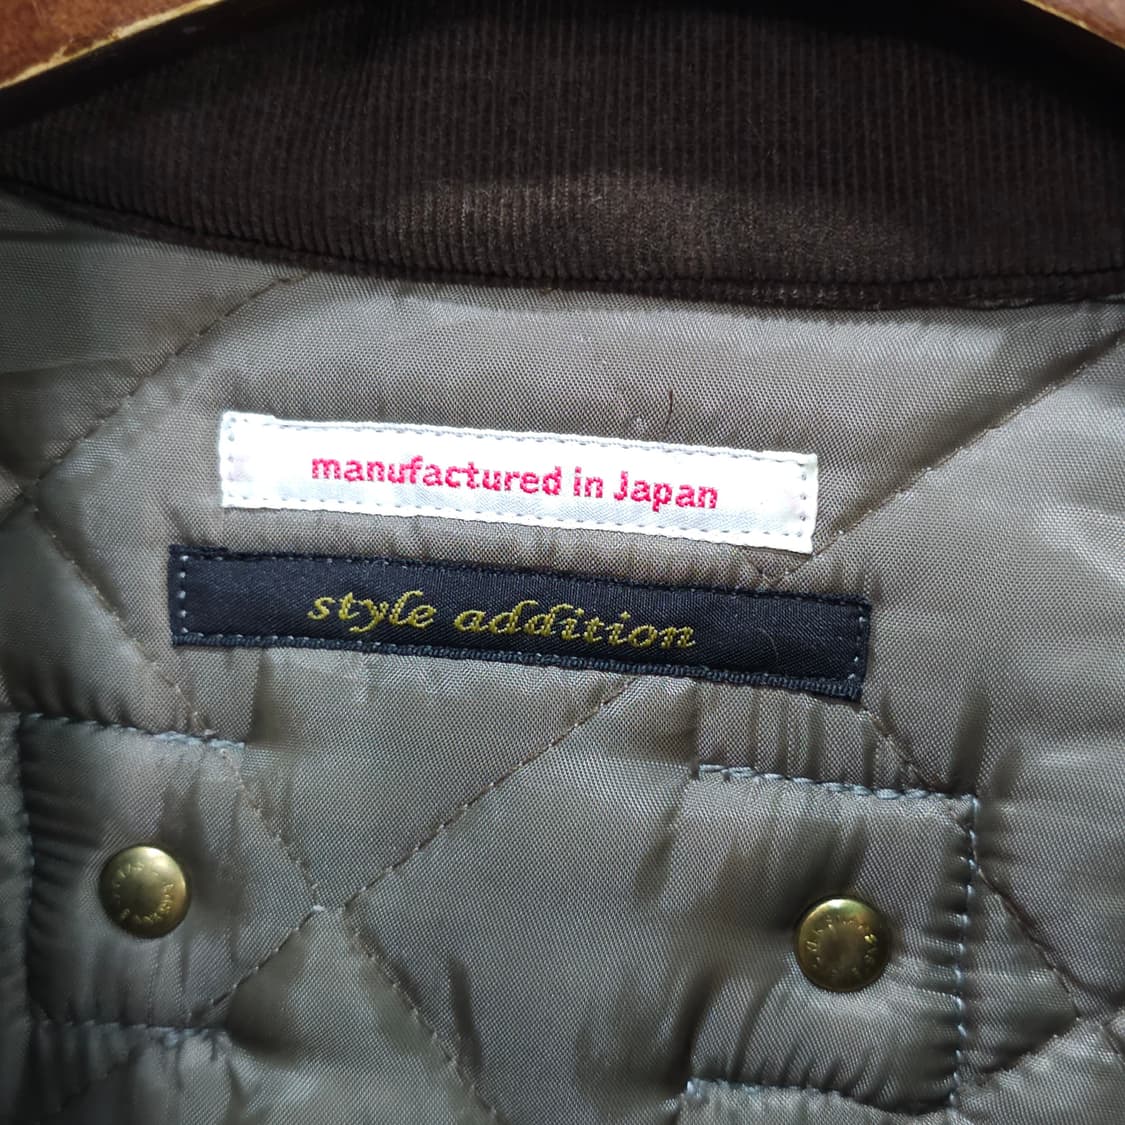 manufactured in Japan
style addition